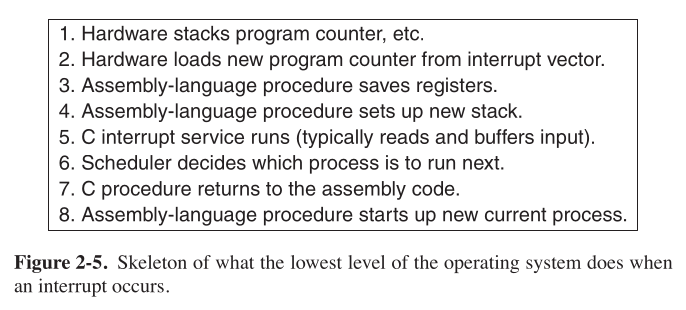 1. Hardware stacks program counter, etc.
2. Hardware loads new program counter from interrupt vector.
3. Assembly-language procedure saves registers.
4. Assembly-language procedure sets up new stack.
5. C interrupt service runs (typically reads and buffers input).
6. Scheduler decides which process is to run next.
7. C procedure returns to the assembly code.
8. Assembly-language procedure starts up new current process.
Figure 2-5. Skeleton of what the lowest level of the operating system does when
an interrupt occurs.